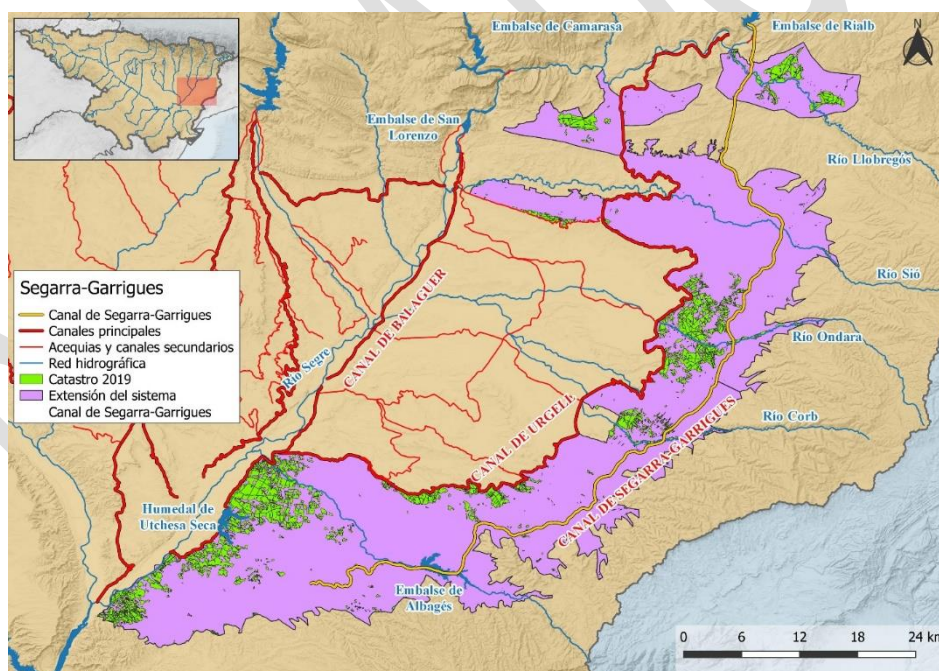 Embalse de Camarasa
Embalse de Rialb
N
Embalse de San
Lorenzo
Río Llobregós
Río Sió
Segarra-Garrigues
Canal de Segarra-Garrigues
Canales principales
Acequias y canales secundarios
Red hidrográfica
Catastro 2019
Extensión del sistema
Canal de Segarra-Garrigues
Río Segre
CANAL DE BALAGUER
Río Ondara
CANAL DE URGELL
Río Corb
CANAL DE SEGARRA-GARRIGUES
Humedal de
Utchesa Seca
Embalse de
Albagés
0 6 12 18 24 km